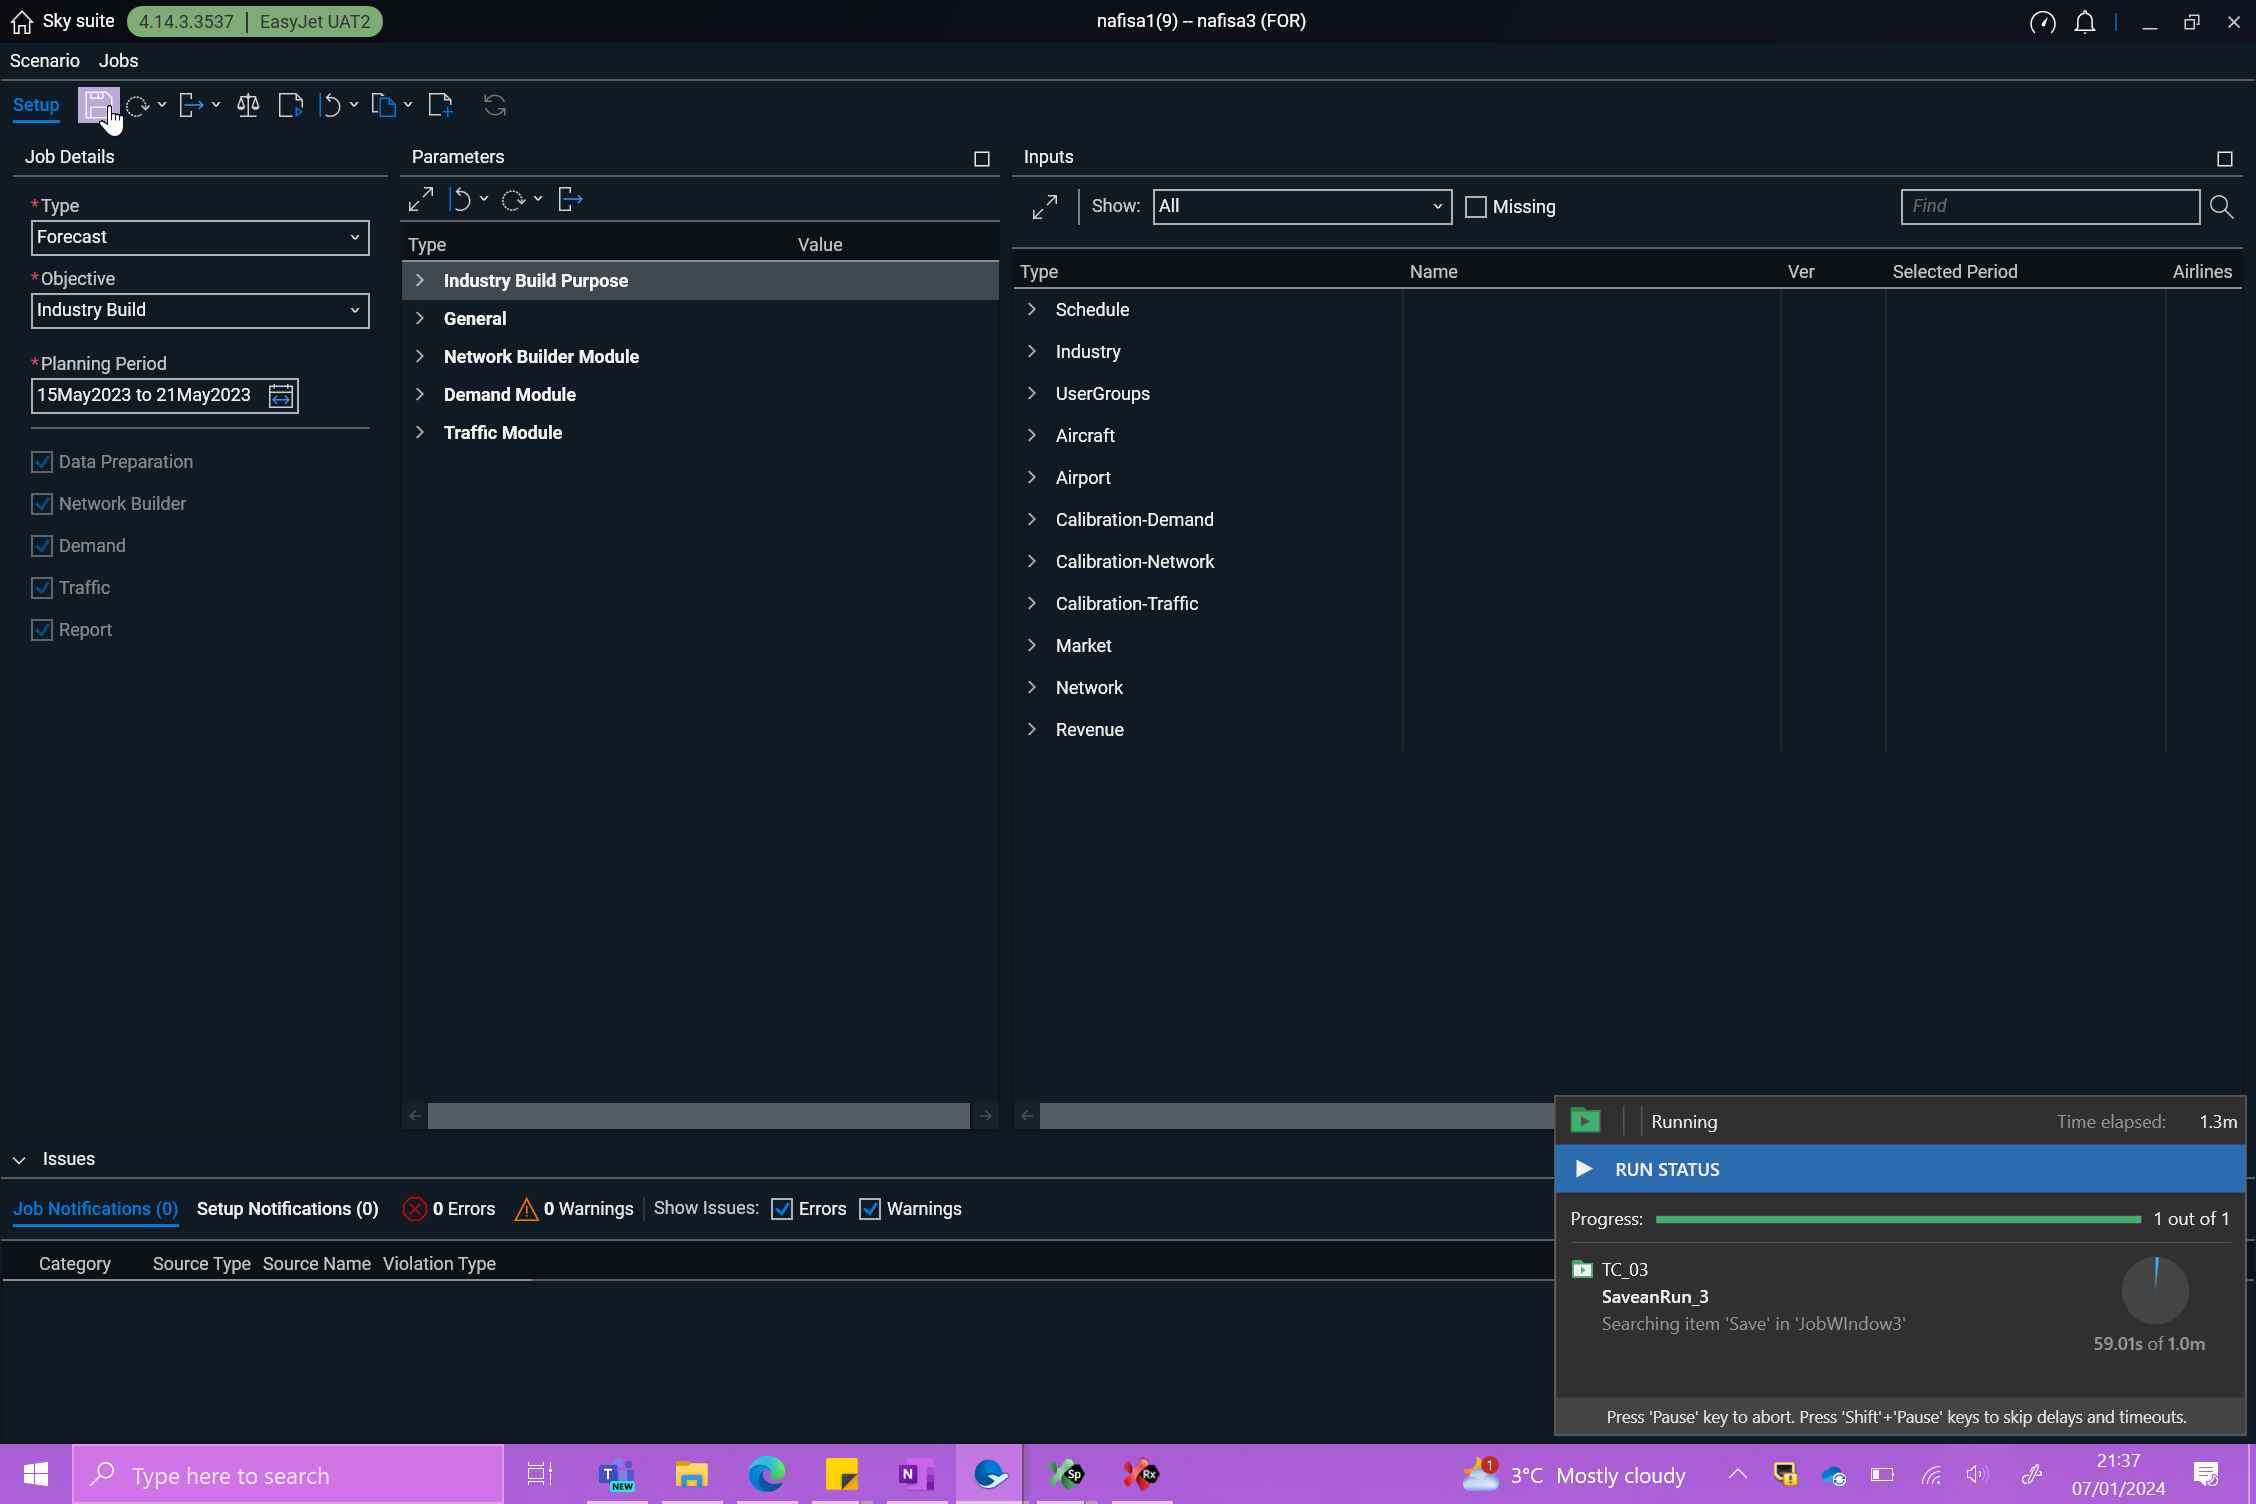 Sky suite 4.14.3.3537 | EasyJet UAT2 nafisa1(9) – nafisa3 (FOR)
Scenario Jobs
Setup
Job Details
*Type
Forecast
*Objective
Industry Build
*Planning Period
15May2023 to 21May2023
Data Preparation
Network Builder
Demand
Traffic
Report
Parameters
Type Value
Industry Build Purpose
General
Network Builder Module
Demand Module
Traffic Module
Inputs
Show: All Missing Find
Type Name Ver Selected Period Airlines
Schedule
Industry
UserGroups
Aircraft
Airport
Calibration-Demand
Calibration-Network
Calibration-Traffic
Market
Network
Revenue
Issues
Job Notifications (0) Setup Notifications (0) 0 Errors 0 Warnings Show Issues: Errors Warnings
Category Source Type Source Name Violation Type
Running Time elapsed: 1.3m
RUN STATUS
Progress: 1 out of 1
TC_03
SaveanRun_3
Searching item 'Save' in 'JobWIndow3'
59.01s of 1.0m
Press 'Pause' key to abort. Press 'Shift'+'Pause' keys to skip delays and timeouts.
Type here to search
T
NEW
N
Sp
Rx
1
3°C Mostly cloudy
21:37
07/01/2024